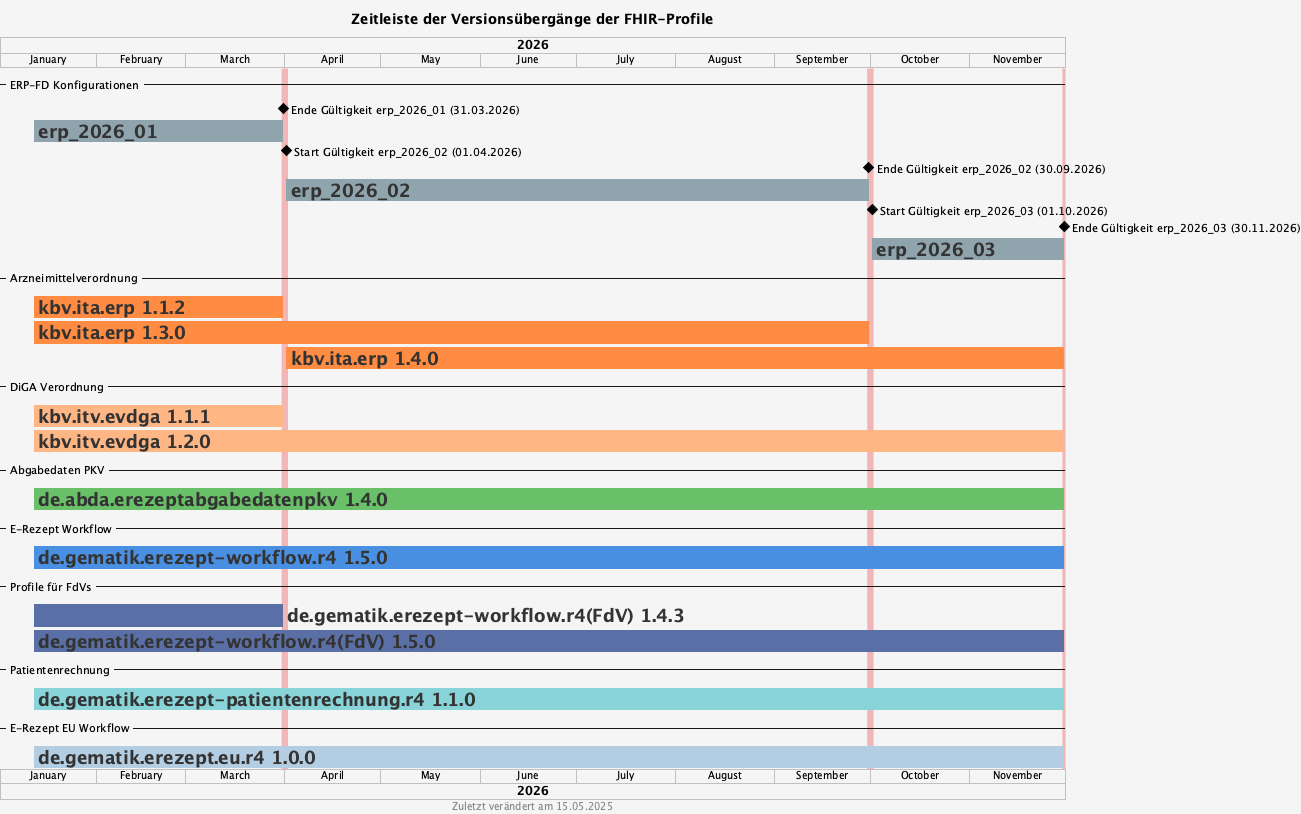 Zeitleiste der Versionsübergänge der FHIR-Profile
2026
January February March April May June July August September October November
ERP-FD Konfigurationen
Ende Gültigkeit erp_2026_01 (31.03.2026)
erp_2026_01
Start Gültigkeit erp_2026_02 (01.04.2026)
Ende Gültigkeit erp_2026_02 (30.09.2026)
erp_2026_02
Start Gültigkeit erp_2026_03 (01.10.2026)
Ende Gültigkeit erp_2026_03 (30.11.2026)
erp_2026_03
Arzneimittelverordnung
kbv.ita.erp 1.1.2
kbv.ita.erp 1.3.0
kbv.ita.erp 1.4.0
DiGA Verordnung
kbv.itv.evdga 1.1.1
kbv.itv.evdga 1.2.0
Abgabedaten PKV
de.abda.erezeptabgabedatenpkv 1.4.0
E-Rezept Workflow
de.gematik.erezept-workflow.r4 1.5.0
Profile für FdVs
de.gematik.erezept-workflow.r4(FdV) 1.4.3
de.gematik.erezept-workflow.r4(FdV) 1.5.0
Patientenrechnung
de.gematik.erezept-patientenrechnung.r4 1.1.0
E-Rezept EU Workflow
de.gematik.erezept.eu.r4 1.0.0
January February March April May June July August September October November
2026
Zuletzt verändert am 15.05.2025